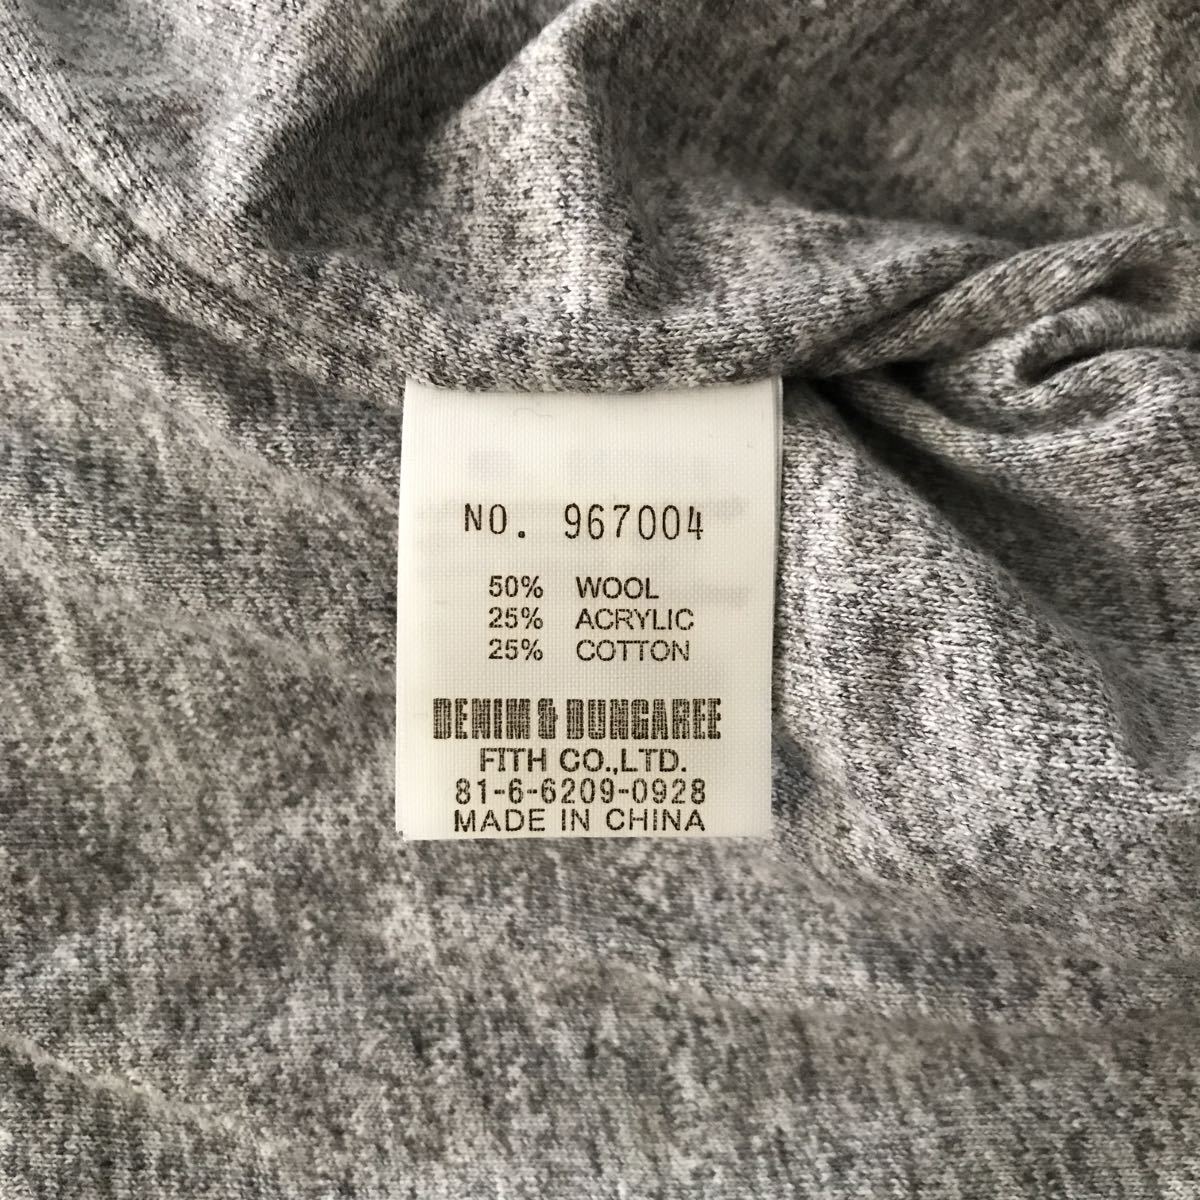 NO. 967004
50% WOOL
25% ACRYLIC
25% COTTON
DENIM & DUNGAREE
FITH CO.,LTD.
81-6-6209-0928
MADE IN CHINA